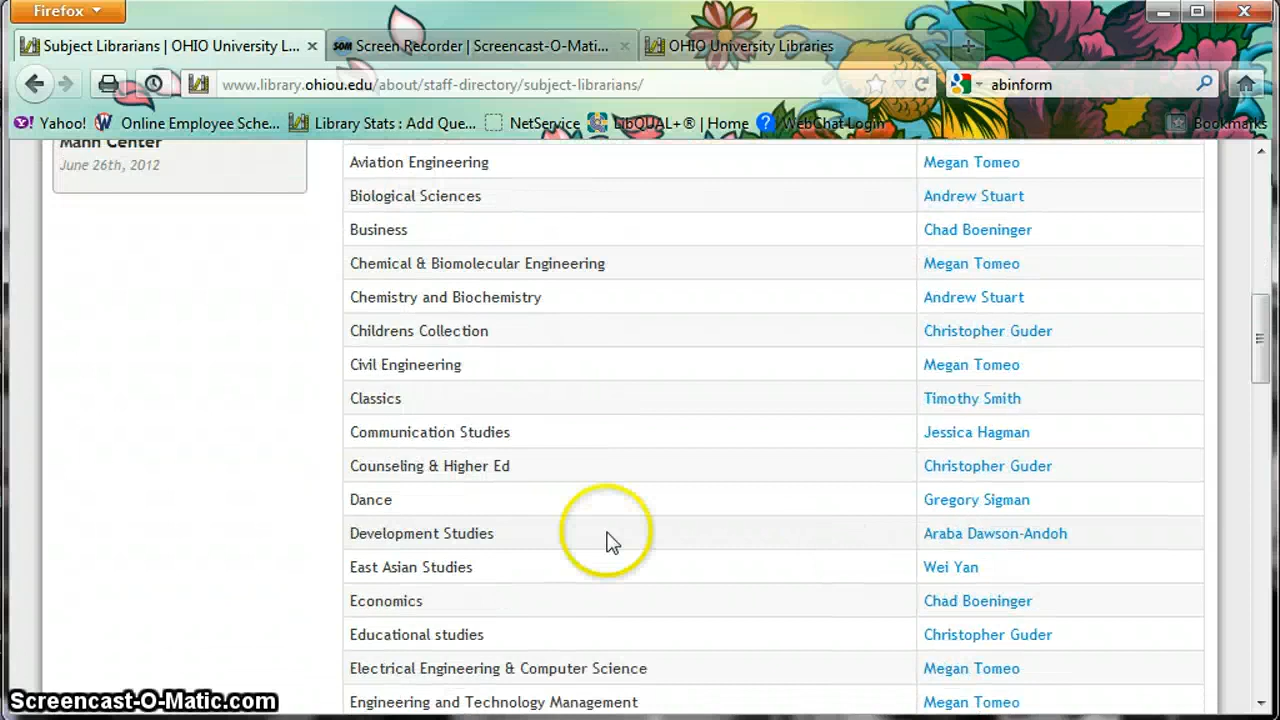 Firefox
Subject Librarians | OHIO University L...
SOM Screen Recorder | Screencast-O-Mati...
OHIO University Libraries
www.library.ohiou.edu/about/staff-directory/subject-librarians/
abinform
Yahoo!
Online Employee Sche...
Library Stats : Add Que...
NetService
LibQUAL+® | Home
WebChat Login
Bookmarks
Mann Center
June 26th, 2012
Aviation Engineering Megan Tomeo
Biological Sciences Andrew Stuart
Business Chad Boeninger
Chemical & Biomolecular Engineering Megan Tomeo
Chemistry and Biochemistry Andrew Stuart
Childrens Collection Christopher Guder
Civil Engineering Megan Tomeo
Classics Timothy Smith
Communication Studies Jessica Hagman
Counseling & Higher Ed Christopher Guder
Dance Gregory Sigman
Development Studies Araba Dawson-Andoh
East Asian Studies Wei Yan
Economics Chad Boeninger
Educational studies Christopher Guder
Electrical Engineering & Computer Science Megan Tomeo
Engineering and Technology Management Megan Tomeo
Screencast-O-Matic.com